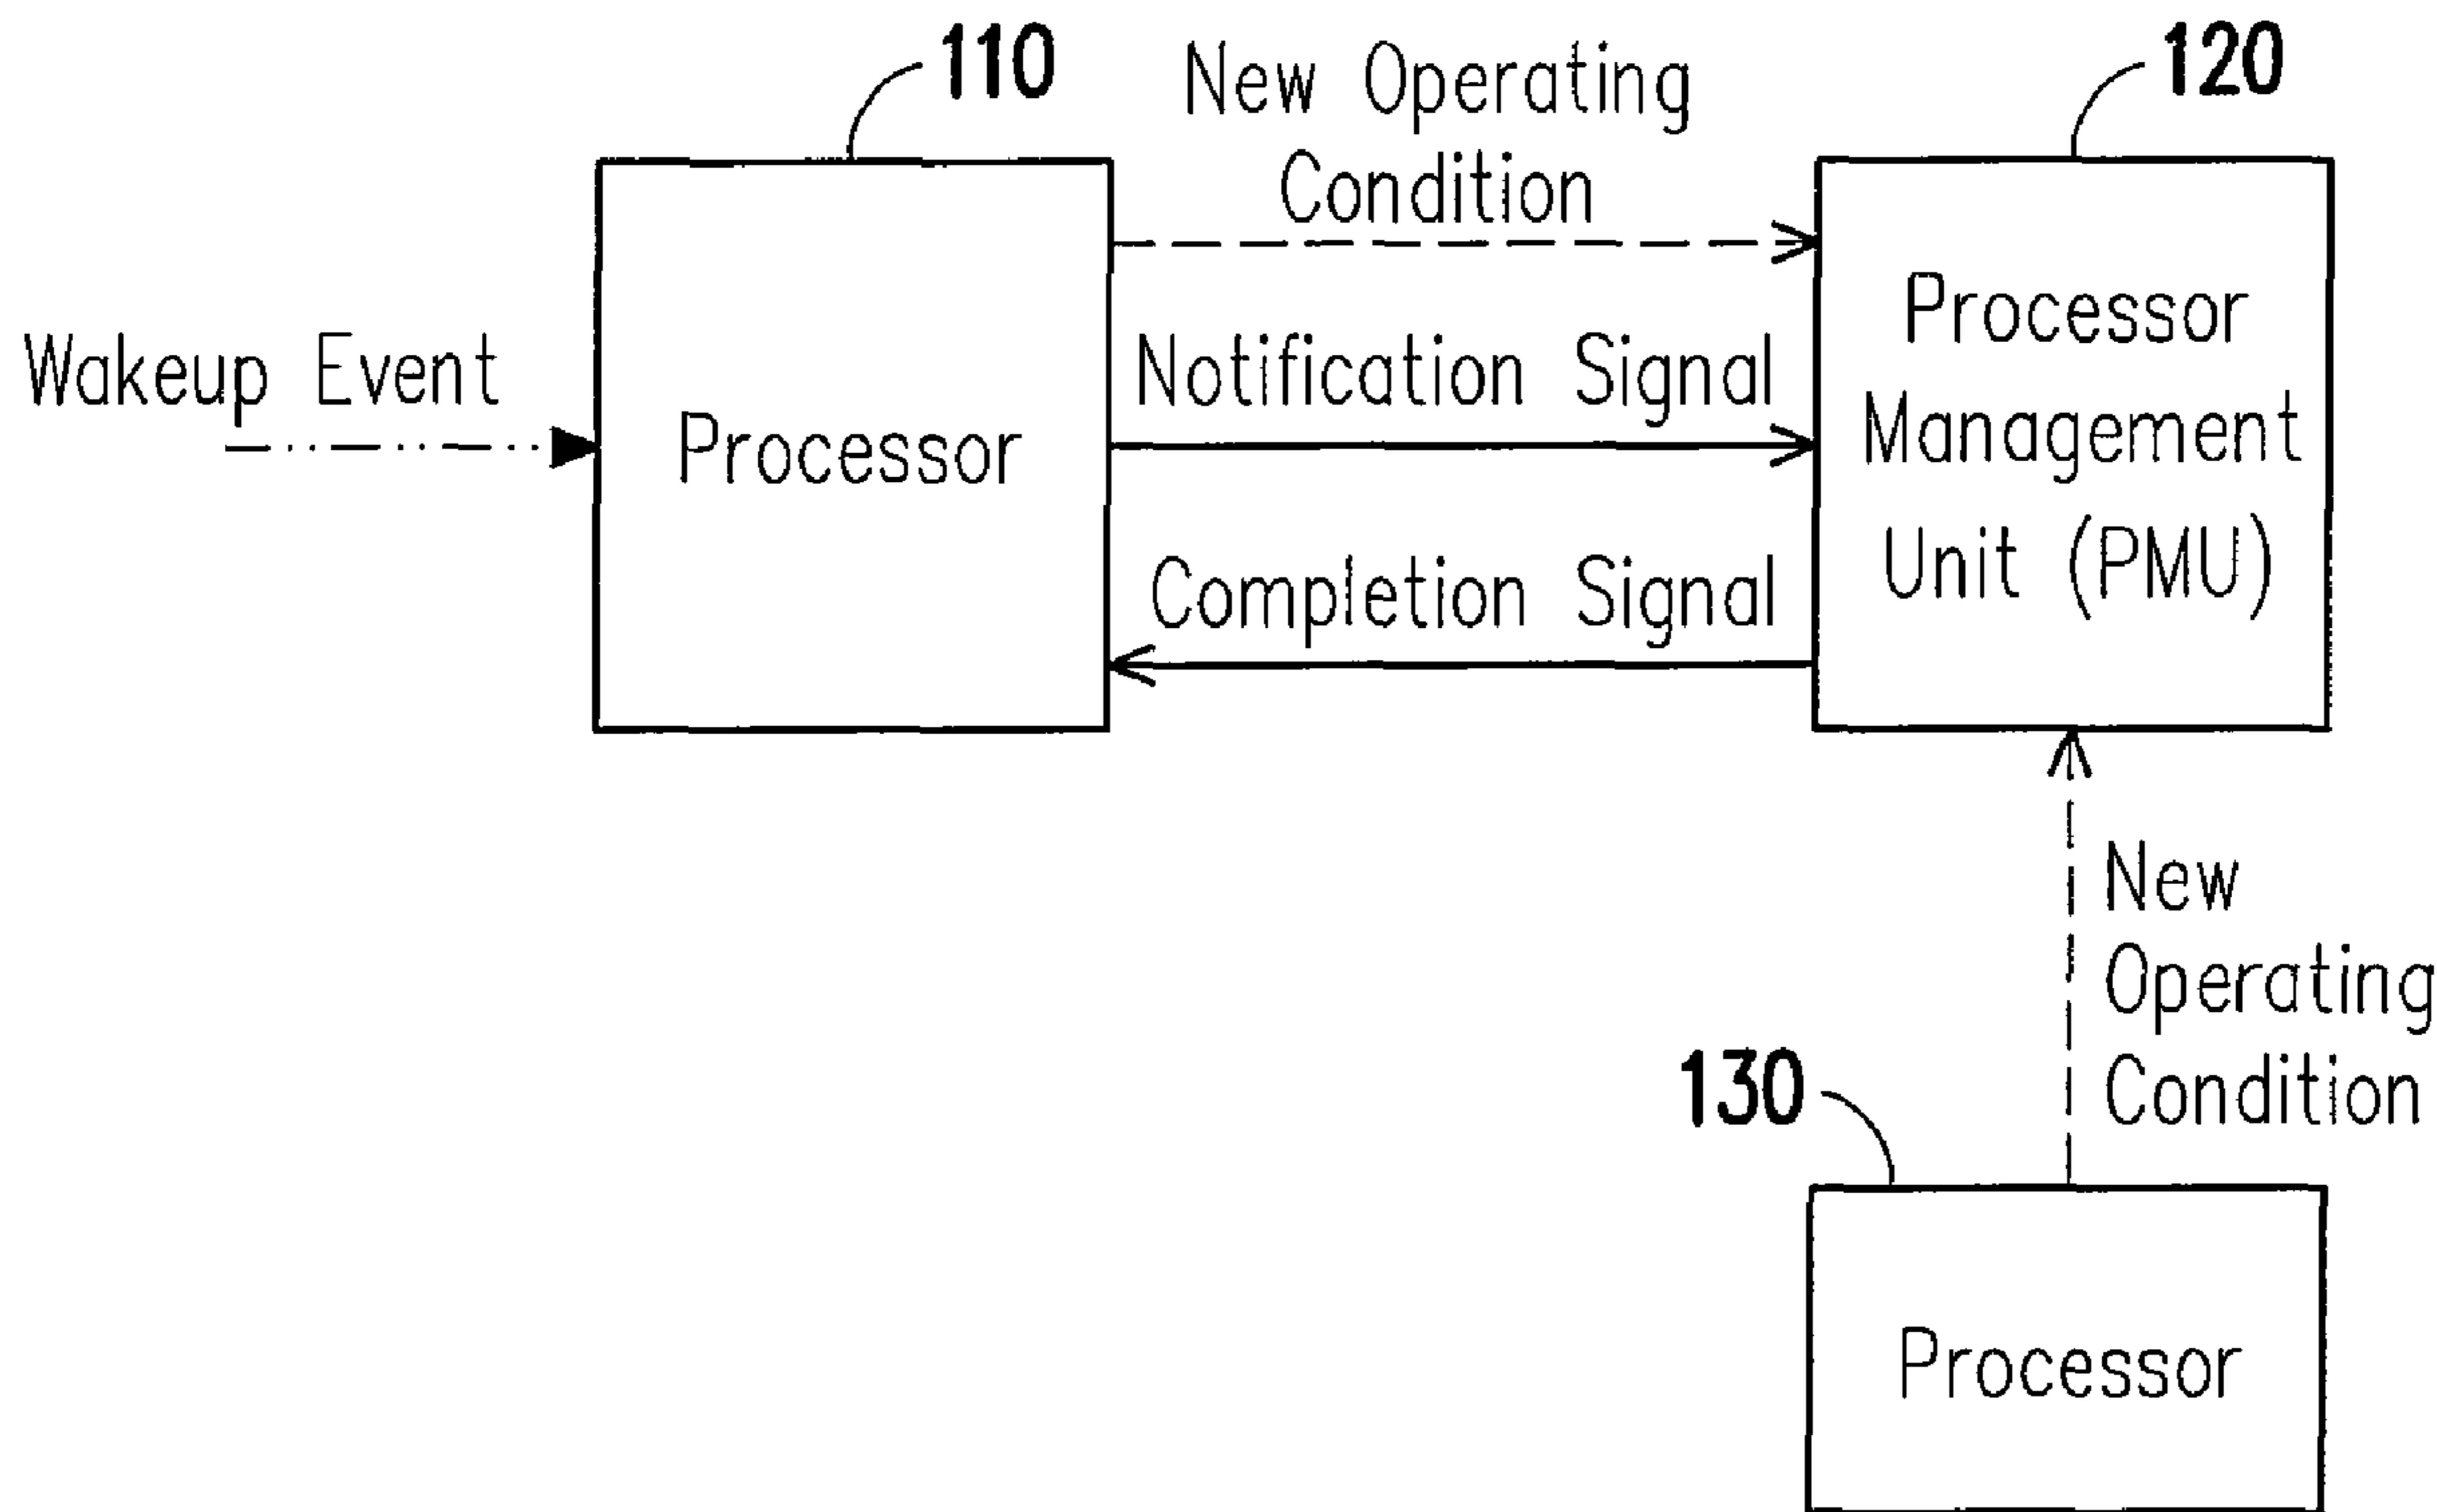 110
New Operating
Condition
120
Wakeup Event
Processor
Notification Signal
Completion Signal
Processor
Management
Unit (PMU)
New
Operating
Condition
130
Processor